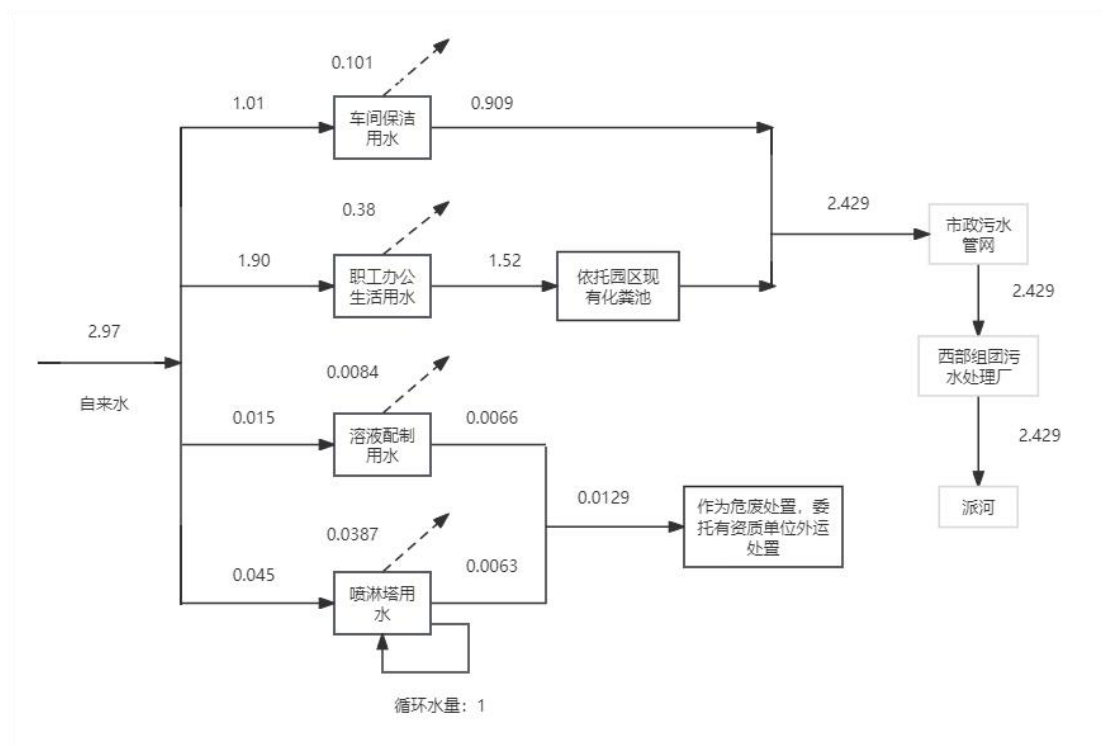 0.101
1.01
车间保洁
用水
0.909
0.38
1.90
职工办公
生活用水
1.52
依托园区现
有化粪池
2.429
市政污水
管网
2.429
西部组团污
水处理厂
2.429
派河
2.97
自来水
0.0084
0.015
溶液配制
用水
0.0066
0.0129
作为危废处置，委
托有资质单位外运
处置
0.0387
0.045
喷淋塔用
水
0.0063
循环水量：1